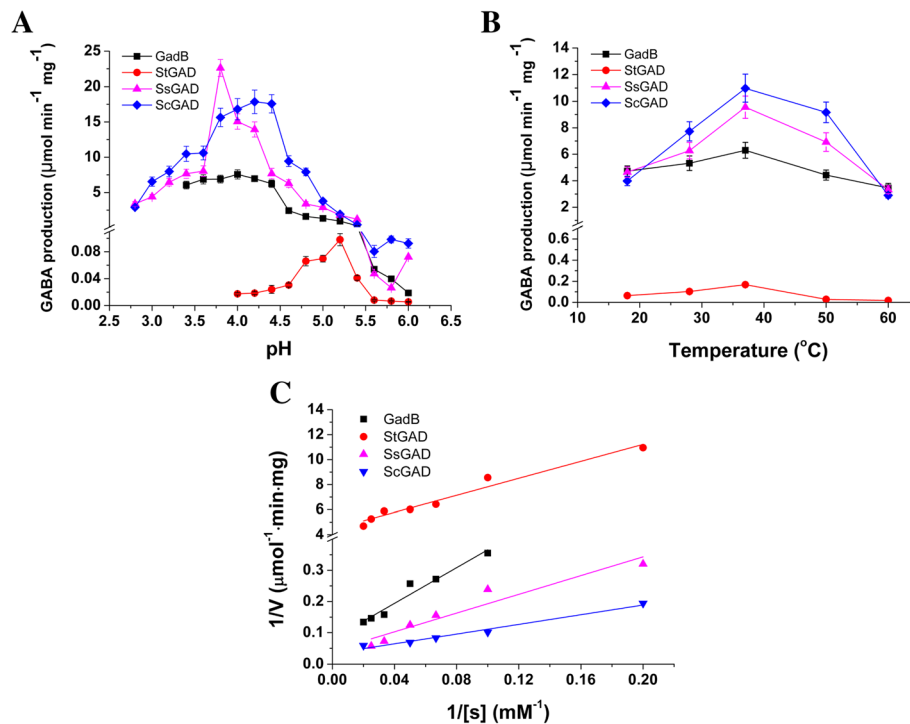 A
GABA production (μmol min⁻¹ mg⁻¹)
GadB
StGAD
SsGAD
ScGAD
25
20
15
10
5
0.08
0.04
0.00
2.5 3.0 3.5 4.0 4.5 5.0 5.5 6.0 6.5
pH
B
GABA production (μmol min⁻¹ mg⁻¹)
GadB
StGAD
SsGAD
ScGAD
14
12
10
8
6
4
2
0.6
0.4
0.2
0.0
10 20 30 40 50 60
Temperature (°C)
C
1/V (μmol⁻¹·min·mg)
GadB
StGAD
SsGAD
ScGAD
14
12
10
8
6
4
0.3
0.2
0.1
0.0
0.00 0.04 0.08 0.12 0.16 0.20
1/[s] (mM⁻¹)